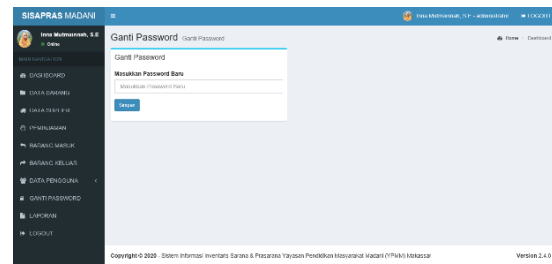 SISAPRAS MADANI
Inna Mutmannah, S.E - administrator
LOGOUT
Inna Mutmannah, S.E
Online
MAIN NAVIGATION
DASHBOARD
DATA BARANG
DATA SUPPLIER
PEMINJAMAN
BARANG MASUK
BARANG KELUAR
DATA PENGGUNA
GANTI PASSWORD
LAPORAN
LOGOUT
Ganti Password Ganti Password
Home > Dashboard
Ganti Password
Masukkan Password Baru
Masukkan Password Baru
Simpan
Copyright © 2020 - Sistem Informasi Inventaris Sarana & Prasarana Yayasan Pendidikan Masyarakat Madani (YPMM) Makassar
Version 2.4.0